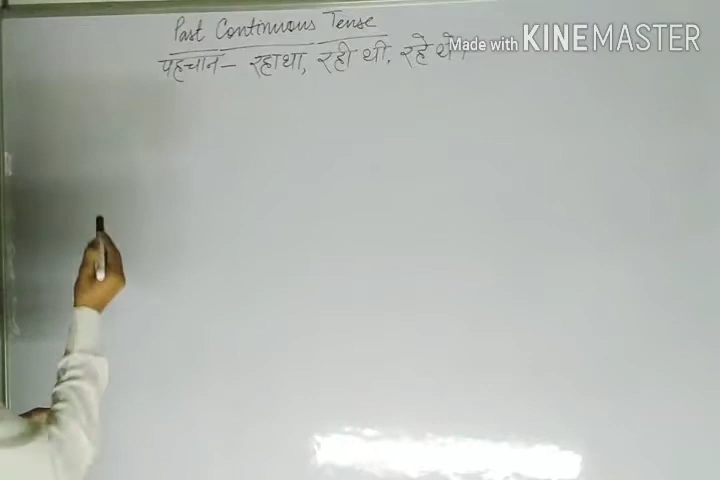 Past Continuous Tense
पहचान - रहा था, रही थी, रहे थे।
Made with KINEMASTER